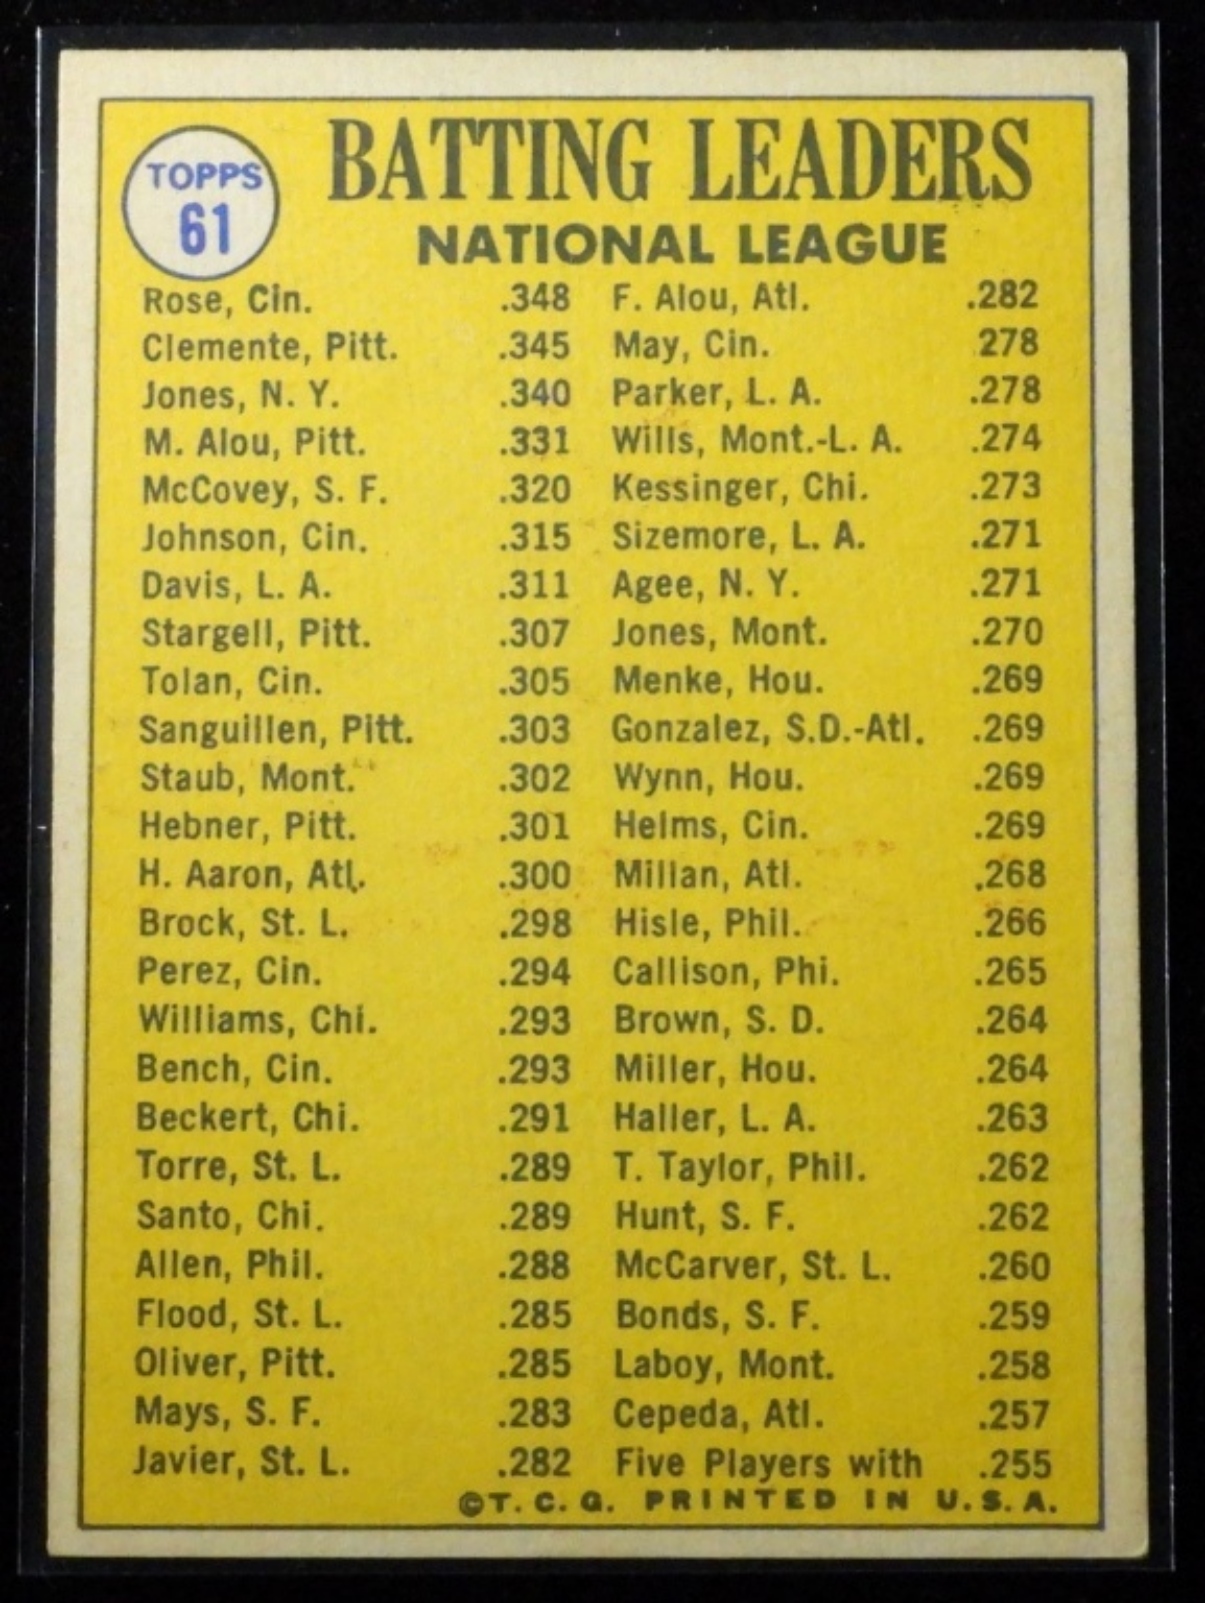 TOPPS
61
BATTING LEADERS
NATIONAL LEAGUE
Rose, Cin. .348
Clemente, Pitt. .345
Jones, N. Y. .340
M. Alou, Pitt. .331
McCovey, S. F. .320
Johnson, Cin. .315
Davis, L. A. .311
Stargell, Pitt. .307
Tolan, Cin. .305
Sanguillen, Pitt. .303
Staub, Mont. .302
Hebner, Pitt. .301
H. Aaron, Atl. .300
Brock, St. L. .298
Perez, Cin. .294
Williams, Chi. .293
Bench, Cin. .293
Beckert, Chi. .291
Torre, St. L. .289
Santo, Chi. .289
Allen, Phil. .288
Flood, St. L. .285
Oliver, Pitt. .285
Mays, S. F. .283
Javier, St. L. .282
F. Alou, Atl. .282
May, Cin. 278
Parker, L. A. .278
Wills, Mont.-L. A. .274
Kessinger, Chi. .273
Sizemore, L. A. .271
Agee, N. Y. .271
Jones, Mont. .270
Menke, Hou. .269
Gonzalez, S.D.-Atl. .269
Wynn, Hou. .269
Helms, Cin. .269
Millan, Atl. .268
Hisle, Phil. .266
Callison, Phi. .265
Brown, S. D. .264
Miller, Hou. .264
Haller, L. A. .263
T. Taylor, Phil. .262
Hunt, S. F. .262
McCarver, St. L. .260
Bonds, S. F. .259
Laboy, Mont. .258
Cepeda, Atl. .257
Five Players with .255
©T. C. G. PRINTED IN U.S.A.